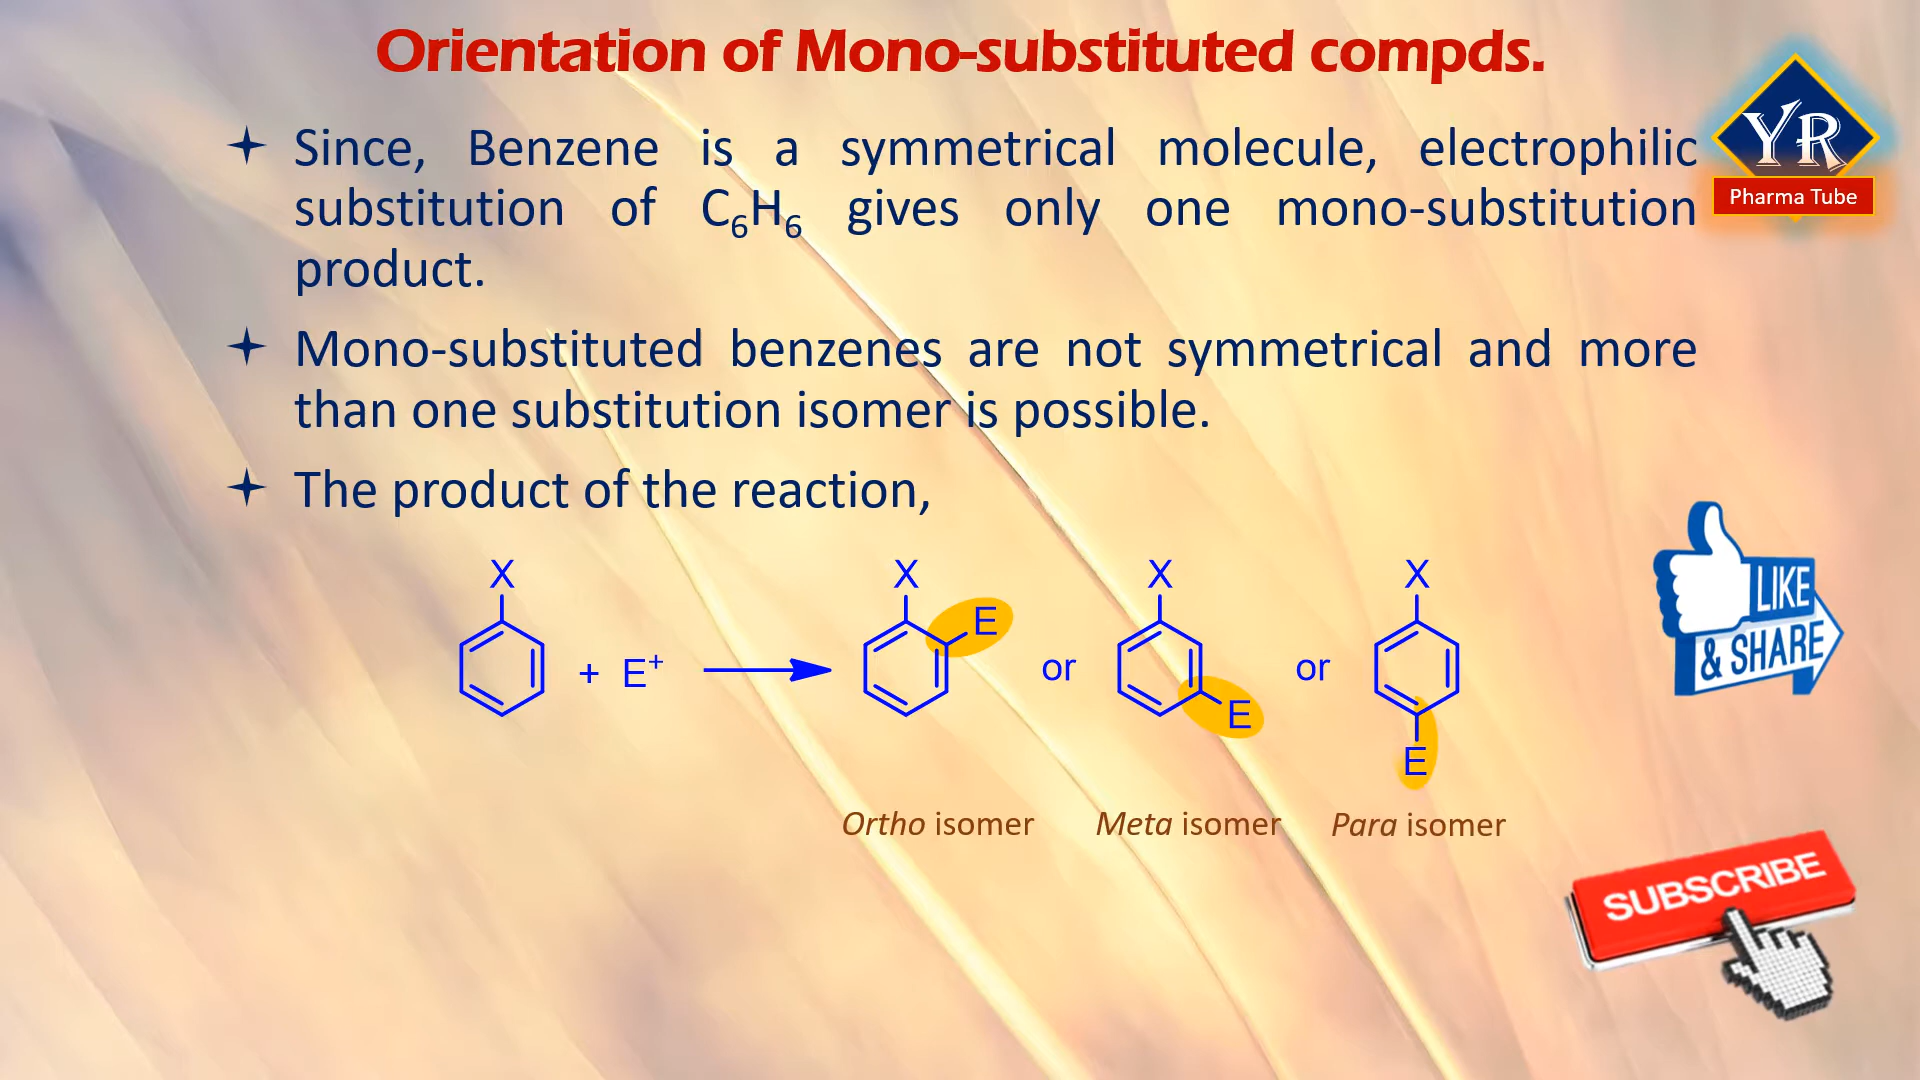 Orientation of Mono-substituted compds.
YR
Pharma Tube
Since, Benzene is a symmetrical molecule, electrophilic
substitution of C₆H₆ gives only one mono-substitution
product.
Mono-substituted benzenes are not symmetrical and more
than one substitution isomer is possible.
The product of the reaction,
X X X X
E
+ E⁺ or or
E
E
Ortho isomer Meta isomer Para isomer
LIKE
& SHARE
SUBSCRIBE